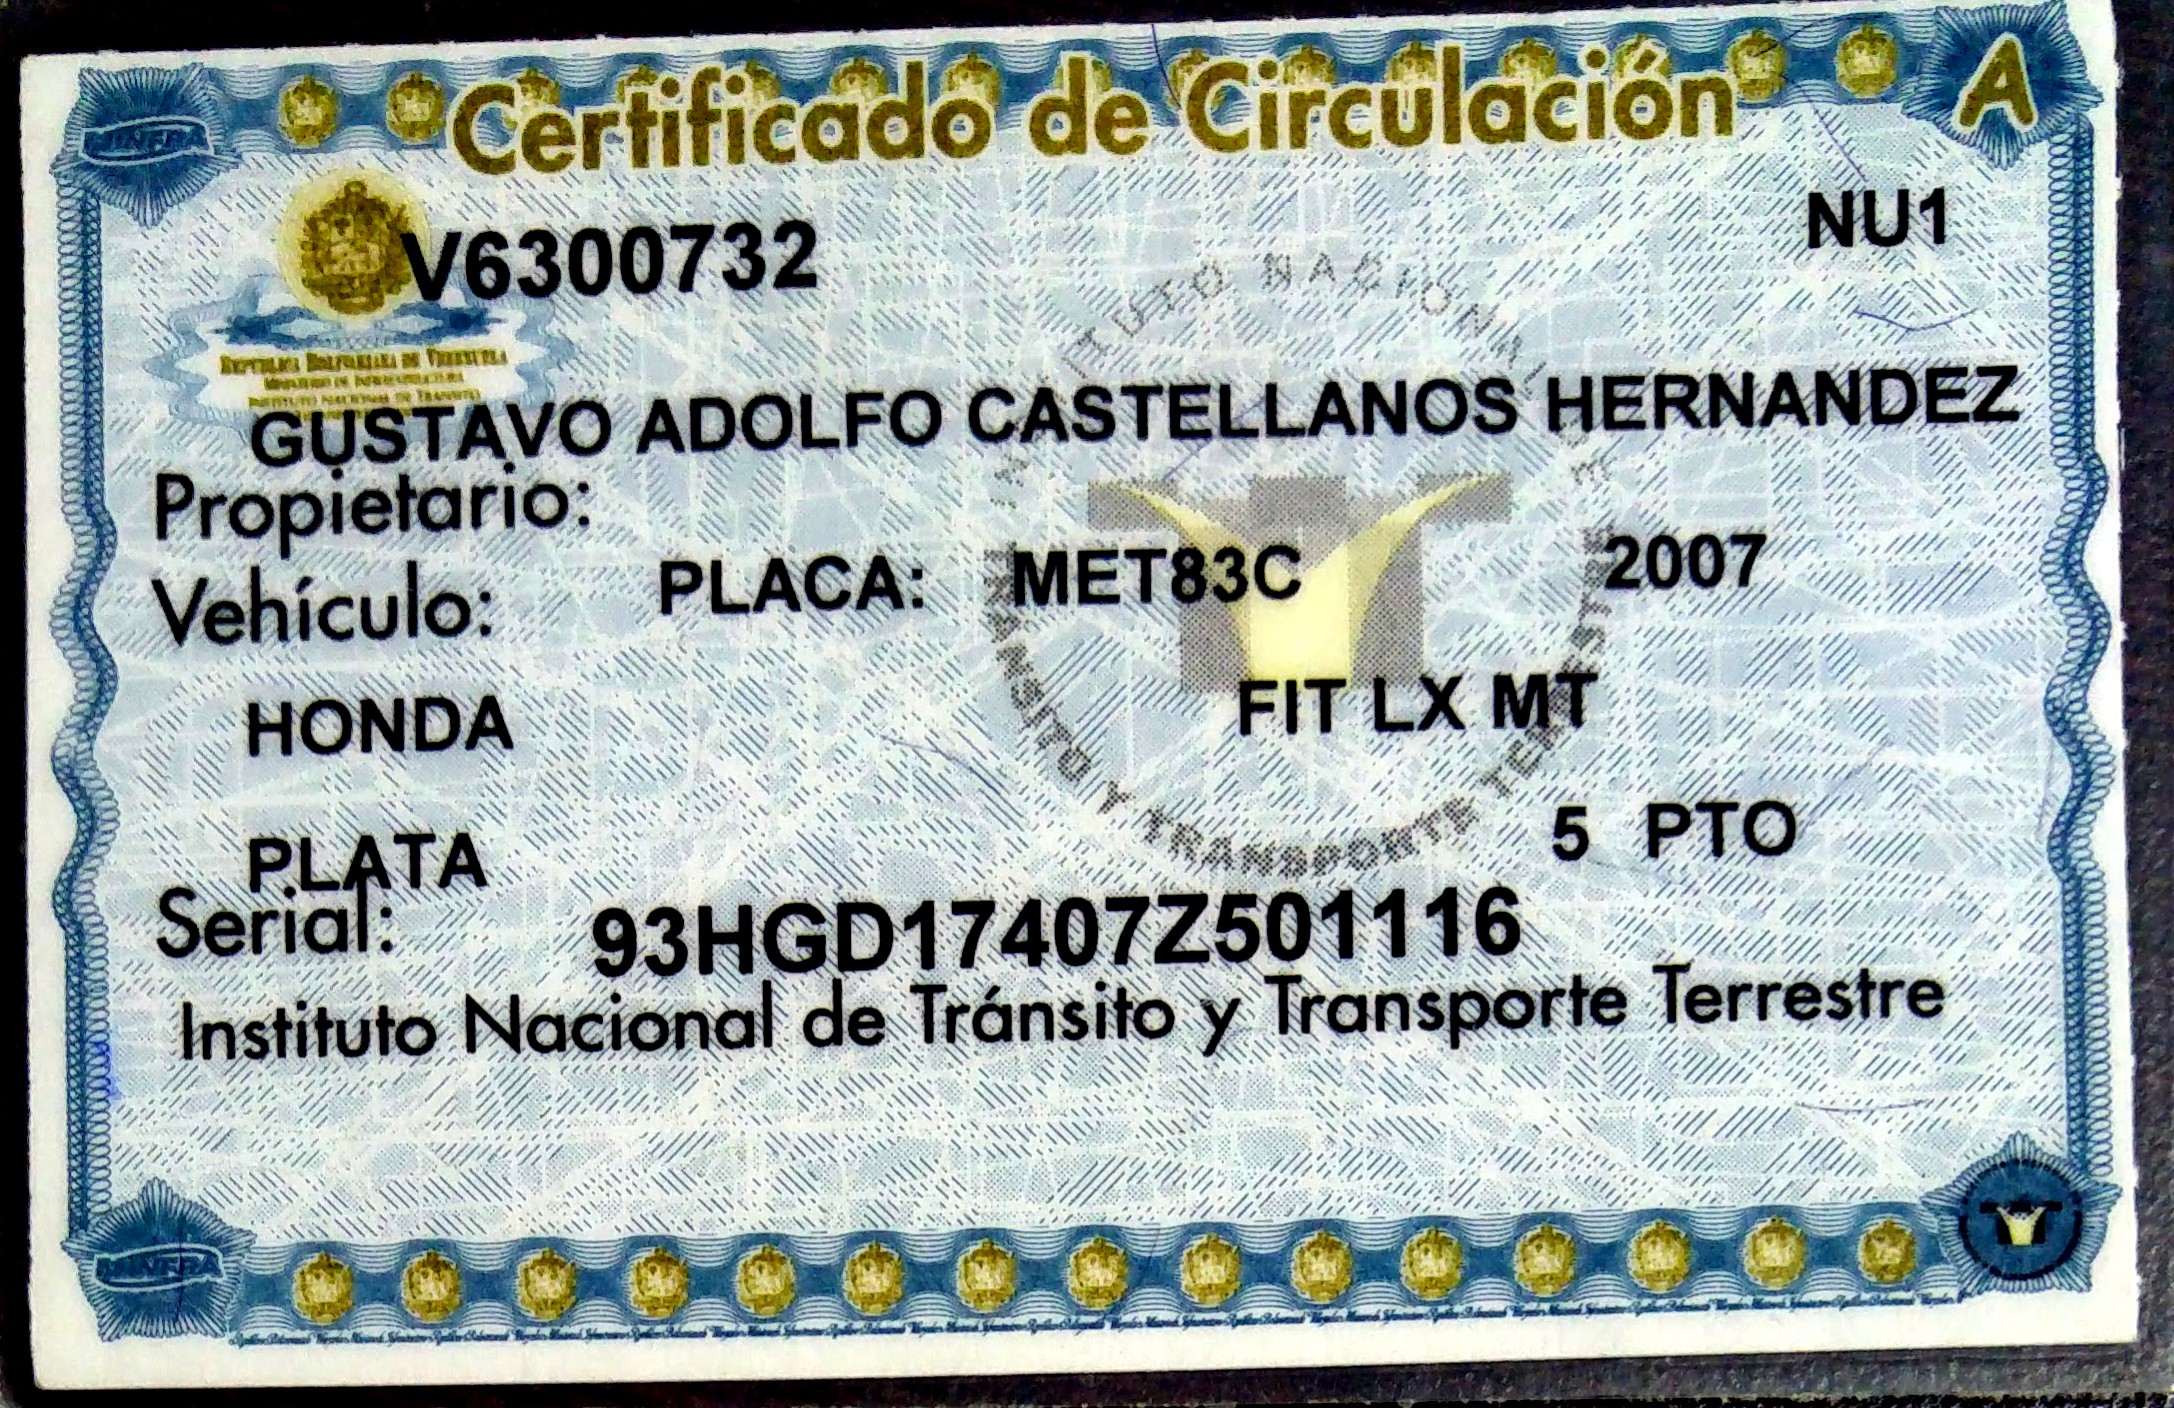 Certificado de Circulación
A
MINFRA
NU1
V6300732
REPÚBLICA BOLIVARIANA DE VENEZUELA
MINISTERIO DE INFRAESTRUCTURA
INSTITUTO NACIONAL DE TRÁNSITO
GUSTAVO ADOLFO CASTELLANOS HERNANDEZ
Propietario:
Vehículo: PLACA: MET83C 2007
HONDA FIT LX MT
PLATA 5 PTO
Serial: 93HGD17407Z501116
Instituto Nacional de Tránsito y Transporte Terrestre
INSTITUTO NACIONAL DE TRANSITO Y TRANSPORTE TERRESTRE
MINFRA